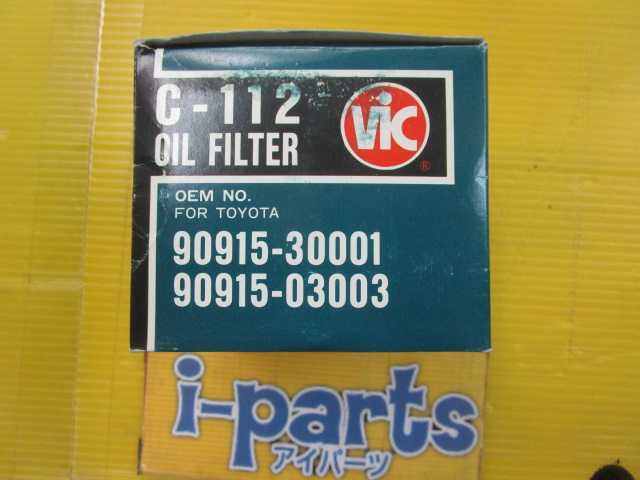 C-112
OIL FILTER
VIC
®
OEM NO.
FOR TOYOTA
90915-30001
90915-03003
i-parts
アイパーツ